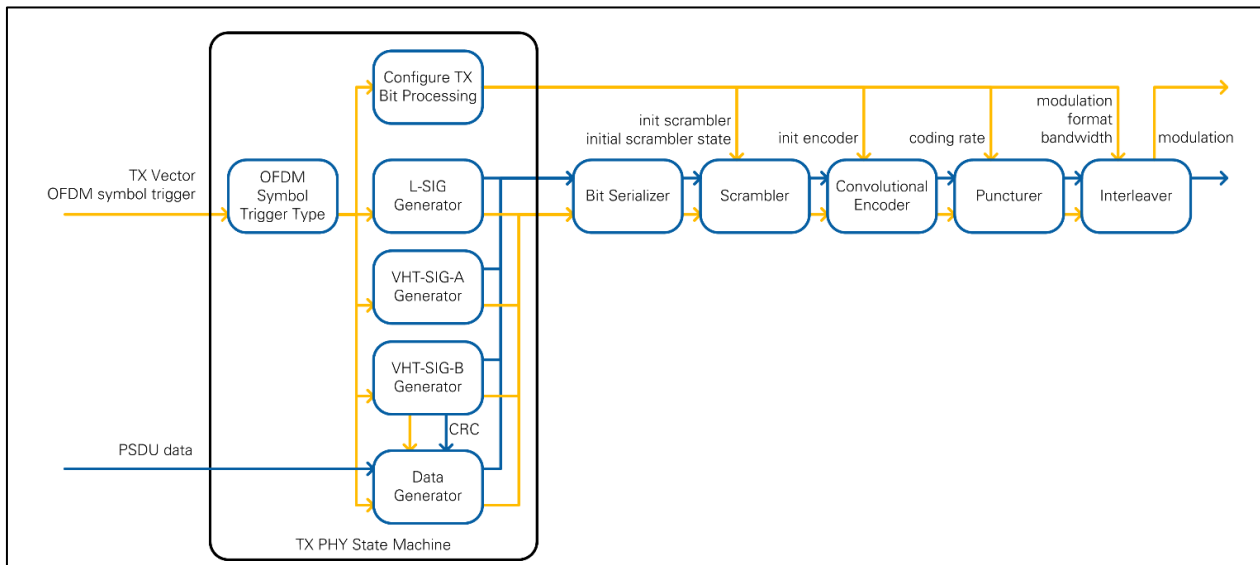 Configure TX
Bit Processing
init scrambler
initial scrambler state
init encoder
coding rate
modulation
format
bandwidth
modulation
TX Vector
OFDM symbol trigger
OFDM
Symbol
Trigger Type
L-SIG
Generator
Bit Serializer
Scrambler
Convolutional
Encoder
Puncturer
Interleaver
VHT-SIG-A
Generator
VHT-SIG-B
Generator
CRC
PSDU data
Data
Generator
TX PHY State Machine